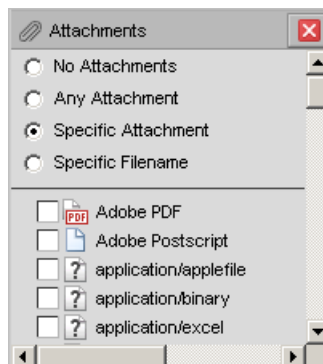 Attachments
No Attachments
Any Attachment
Specific Attachment
Specific Filename
PDF Adobe PDF
Adobe Postscript
? application/applefile
? application/binary
? application/excel